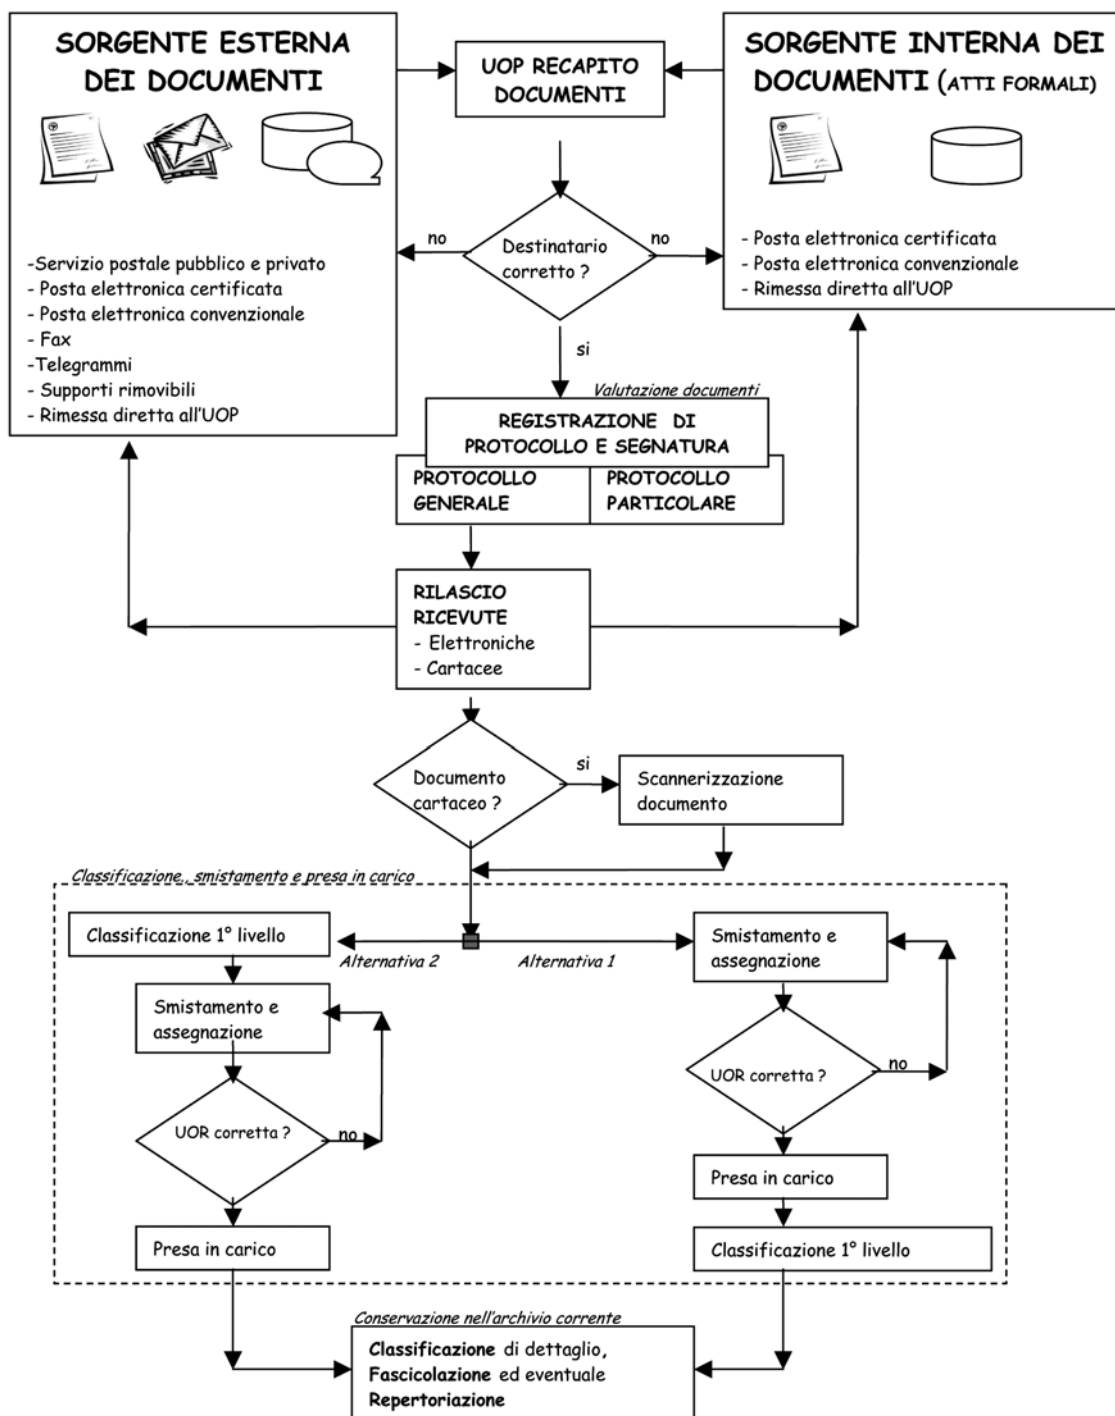 SORGENTE ESTERNA
DEI DOCUMENTI
-Servizio postale pubblico e privato
- Posta elettronica certificata
- Posta elettronica convenzionale
- Fax
-Telegrammi
- Supporti rimovibili
- Rimessa diretta all'UOP
UOP RECAPITO
DOCUMENTI
SORGENTE INTERNA DEI
DOCUMENTI (ATTI FORMALI)
- Posta elettronica certificata
- Posta elettronica convenzionale
- Rimessa diretta all'UOP
no
Destinatario
corretto ?
no
si
Valutazione documenti
REGISTRAZIONE DI
PROTOCOLLO E SEGNATURA
PROTOCOLLO
GENERALE
PROTOCOLLO
PARTICOLARE
RILASCIO
RICEVUTE
- Elettroniche
- Cartacee
Documento
cartaceo ?
si
Scannerizzazione
documento
Classificazione., smistamento e presa in carico
Classificazione 1° livello
Alternativa 2
Alternativa 1
Smistamento e
assegnazione
Smistamento e
assegnazione
UOR corretta ?
no
UOR corretta ?
no
Presa in carico
Presa in carico
Classificazione 1° livello
Conservazione nell'archivio corrente
Classificazione di dettaglio,
Fascicolazione ed eventuale
Repertoriazione